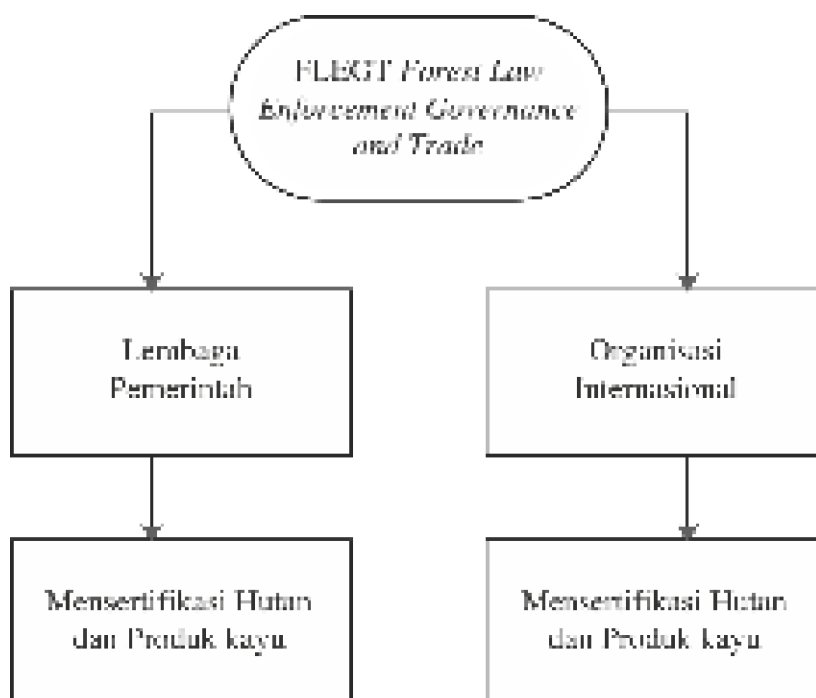 FLEGT Forest Law
Enforcement Governance
and Trade
Lembaga
Pemerintah
Organisasi
Internasional
Mensertifikasi Hutan
dan Produk kayu
Mensertifikasi Hutan
dan Produk kayu